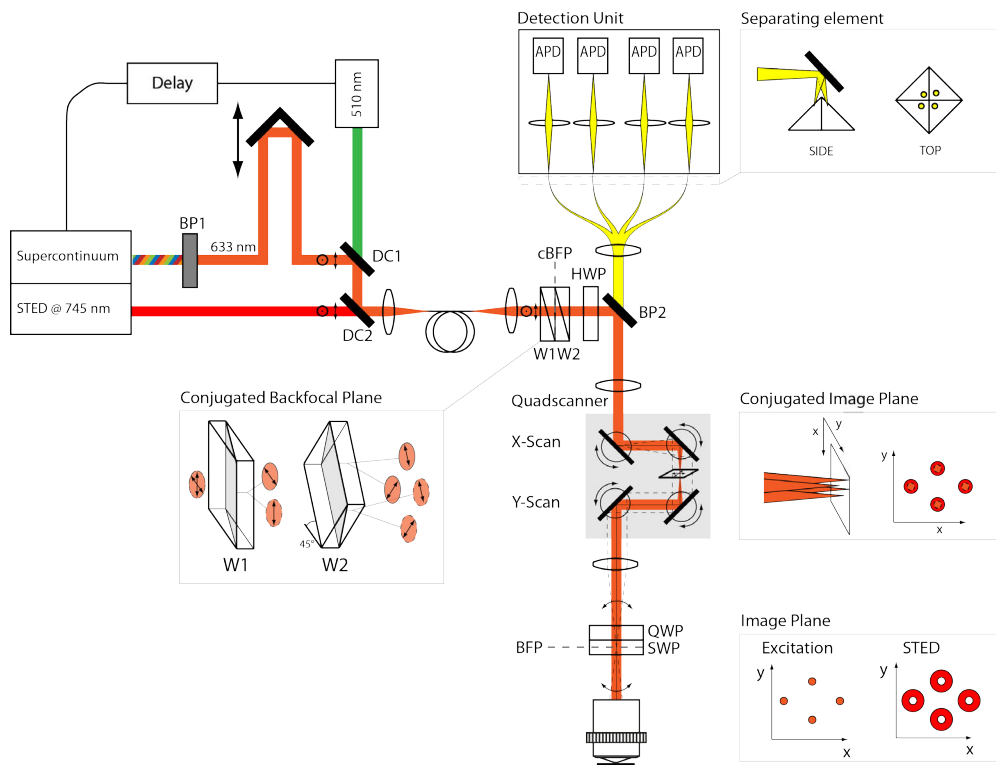 Detection Unit
Separating element
APD APD APD APD
Delay
510 nm
SIDE
TOP
BP1
633 nm
DC1
Supercontinuum
STED @ 745 nm
DC2
cBFP
HWP
W1W2
BP2
Conjugated Backfocal Plane
W1
45°
W2
Quadscanner
X-Scan
Y-Scan
Conjugated Image Plane
x
y
y
x
QWP
BFP
SWP
Image Plane
Excitation
STED
y
x
y
x